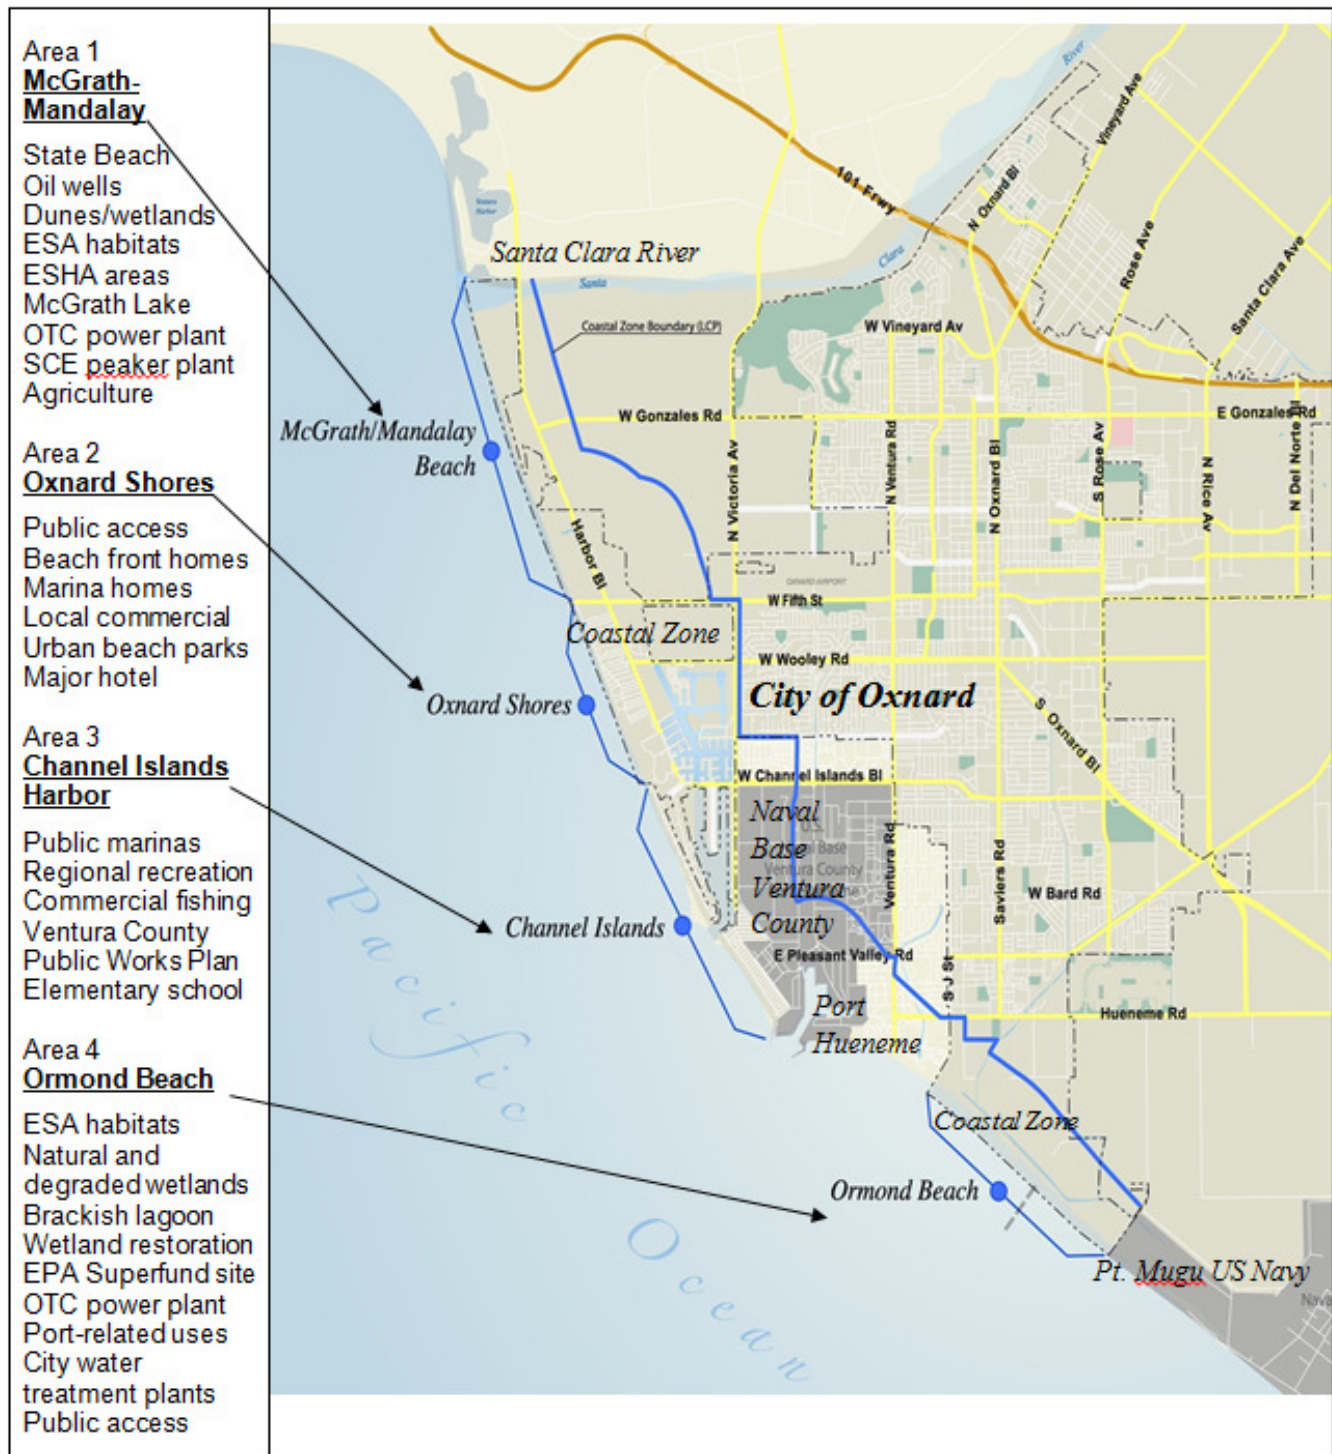 Area 1
McGrath-
Mandalay
State Beach
Oil wells
Dunes/wetlands
ESA habitats
ESHA areas
McGrath Lake
OTC power plant
SCE peaker plant
Agriculture
Area 2
Oxnard Shores
Public access
Beach front homes
Marina homes
Local commercial
Urban beach parks
Major hotel
Area 3
Channel Islands
Harbor
Public marinas
Regional recreation
Commercial fishing
Ventura County
Public Works Plan
Elementary school
Area 4
Ormond Beach
ESA habitats
Natural and
degraded wetlands
Brackish lagoon
Wetland restoration
EPA Superfund site
OTC power plant
Port-related uses
City water
treatment plants
Public access
River
Vineyard Ave
101 Frwy
N Oxnard Bl
Ventura
Harbor
Santa Clara River
Clara
Santa
Rose Ave
Santa Clara Ave
Coastal Zone Boundary (LCP)
W Vineyard Av
W Gonzales Rd
E Gonzales Rd
McGrath/Mandalay
Beach
N Victoria Av
N Ventura Rd
N Oxnard Bl
S Rose Av
N Rice Av
N Del Norte Bl
Harbor Bl
OXNARD AIRPORT
W Fifth St
Coastal Zone
W Wooley Rd
City of Oxnard
Oxnard Shores
S Oxnard Bl
W Channel Islands Bl
Naval
Base
Ventura
County
U.S.
Base
Ventura County
Ventura Rd
Saviers Rd
W Bard Rd
Channel Islands
E Pleasant Valley Rd
S J St
Port
Hueneme
Hueneme Rd
Pacific
Ocean
Coastal Zone
Ormond Beach
Pt. Mugu US Navy
Nava